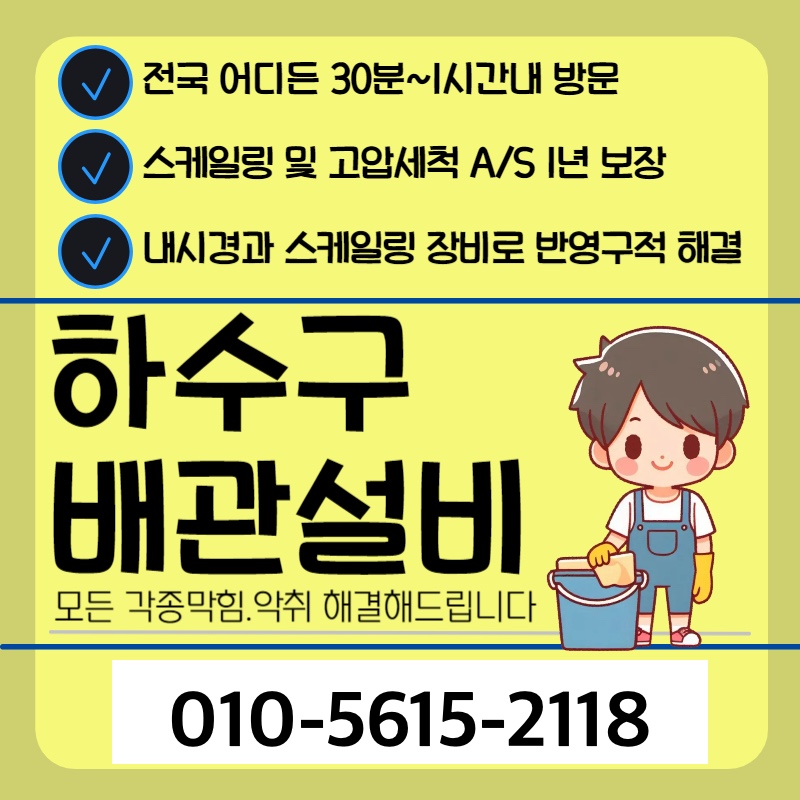 전국 어디든 30분~1시간내 방문
스케일링 및 고압세척 A/S 1년 보장
내시경과 스케일링 장비로 반영구적 해결
하수구
배관설비
모든 각종막힘.악취 해결해드립니다
010-5615-2118